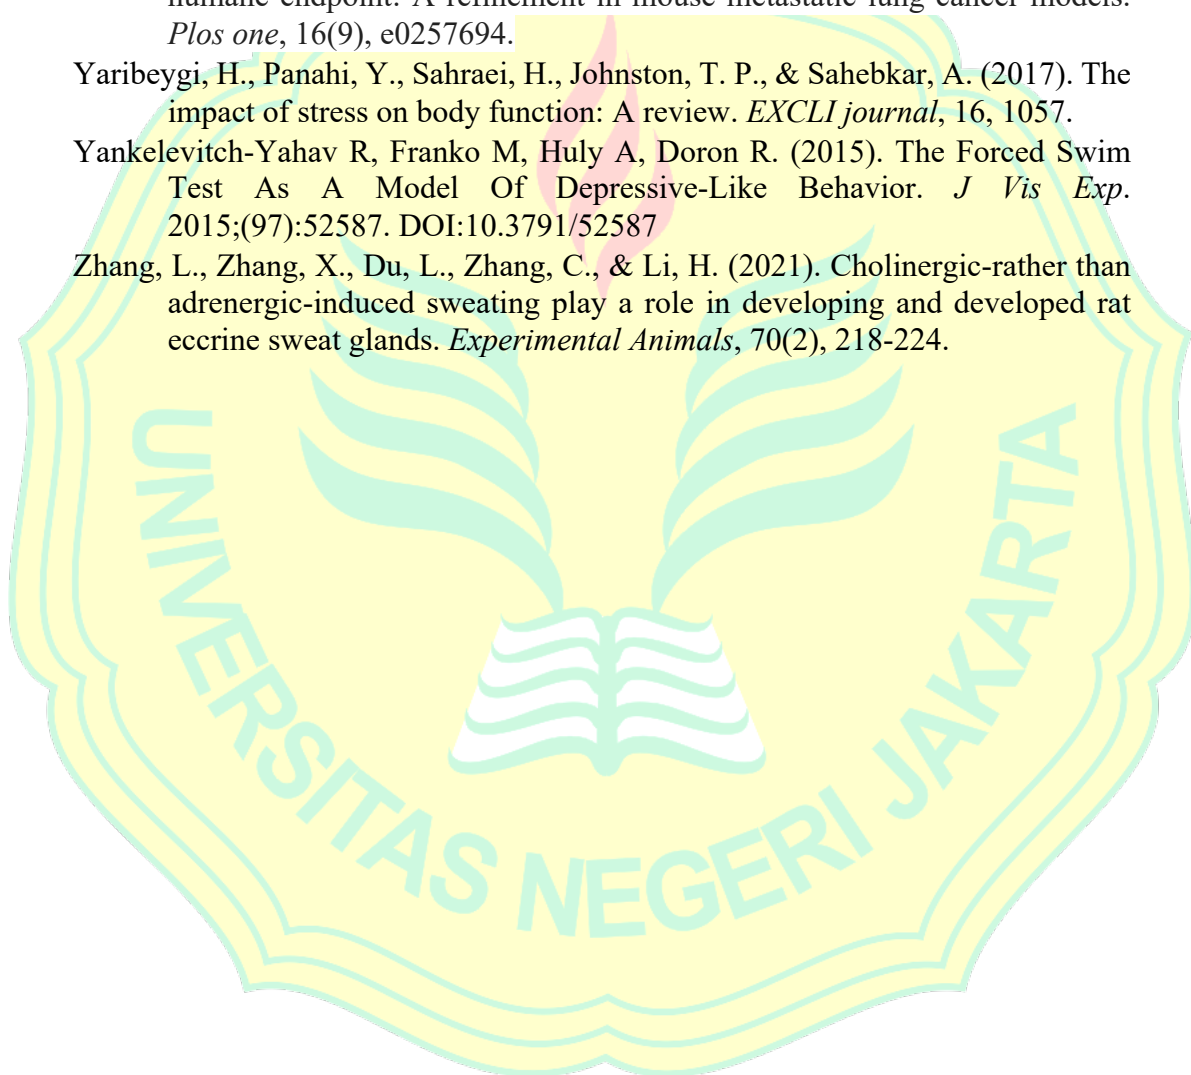 humane endpoint: A refinement in mouse metastatic lung cancer models.
Plos one, 16(9), e0257694.
Yaribeygi, H., Panahi, Y., Sahraei, H., Johnston, T. P., & Sahebkar, A. (2017). The
impact of stress on body function: A review. EXCLI journal, 16, 1057.
Yankelevitch-Yahav R, Franko M, Huly A, Doron R. (2015). The Forced Swim
Test As A Model Of Depressive-Like Behavior. J Vis Exp.
2015;(97):52587. DOI:10.3791/52587
Zhang, L., Zhang, X., Du, L., Zhang, C., & Li, H. (2021). Cholinergic-rather than
adrenergic-induced sweating play a role in developing and developed rat
eccrine sweat glands. Experimental Animals, 70(2), 218-224.
UNIVERSITAS NEGERI JAKARTA